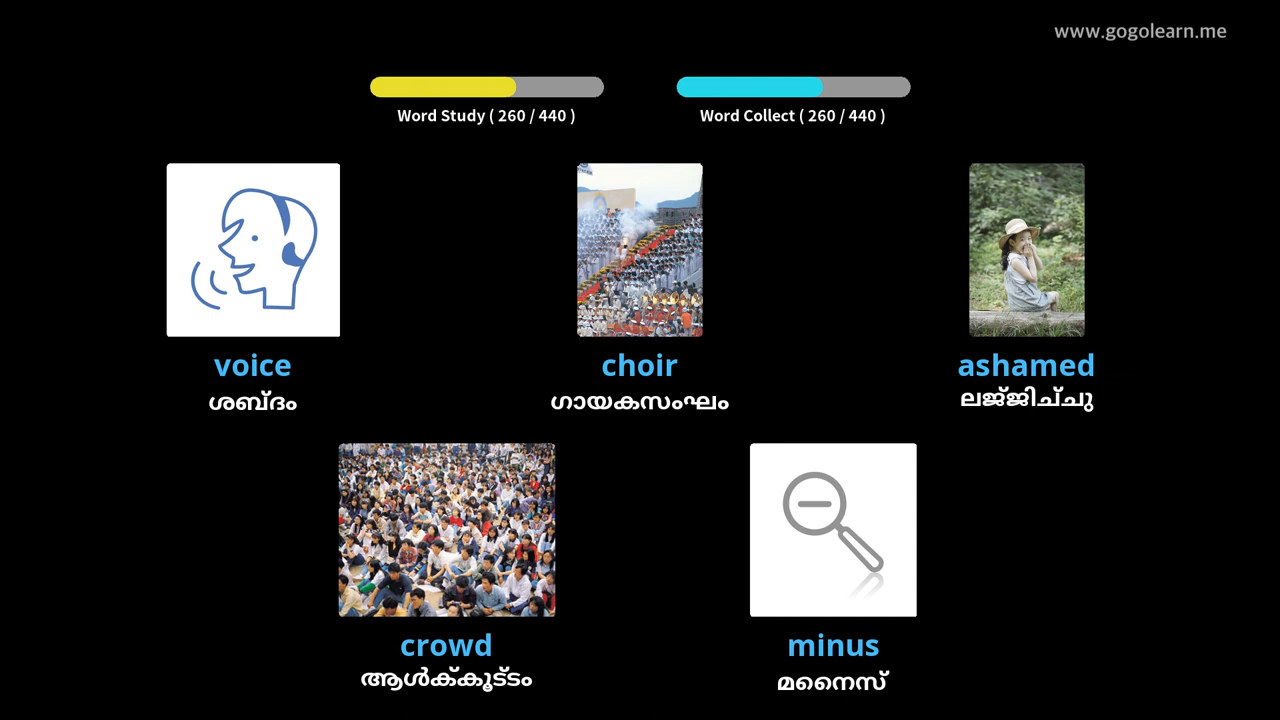 www.gogolearn.me
Word Study ( 260 / 440 )
Word Collect ( 260 / 440 )
voice
ശബ്ദം
choir
ഗായകസംഘം
ashamed
ലജ്ജിച്ചു
crowd
ആൾക്കൂട്ടം
minus
മനൈസ്